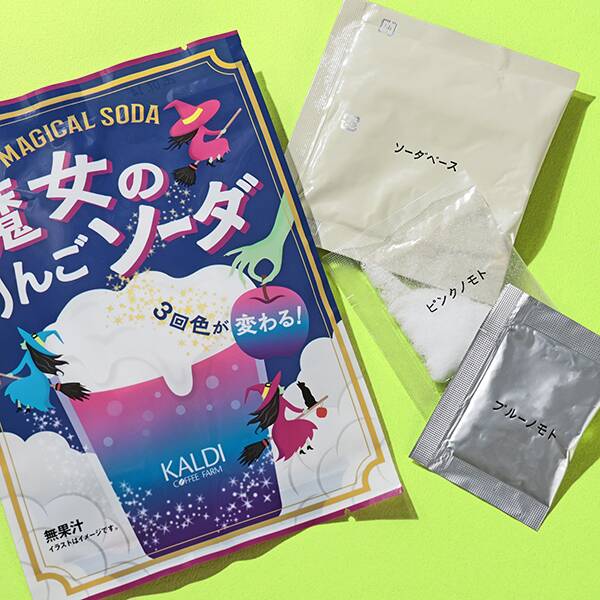 MAGICAL SODA
魔女の
りんごソーダ
3回色が
変わる!
KALDI
COFFEE FARM
無果汁
イラストはイメージです。
ソーダベース
ピンクノモト
ブルーノモト